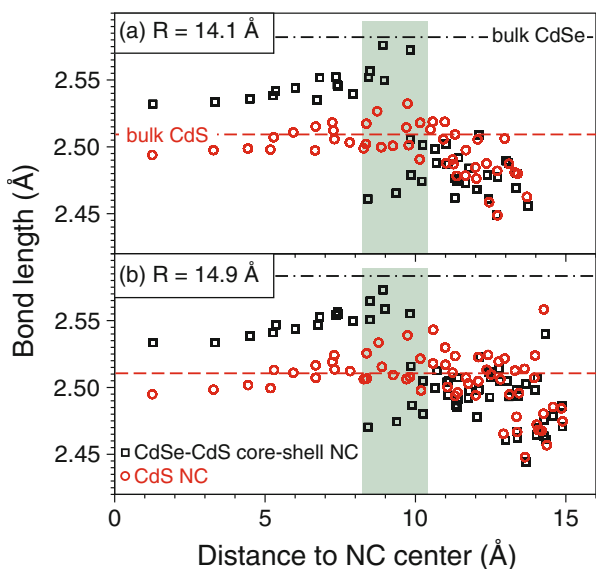 (a) R = 14.1 Å
bulk CdSe
2.55
bulk CdS
2.50
2.45
Bond length (Å)
(b) R = 14.9 Å
2.55
2.50
2.45
CdSe-CdS core-shell NC
CdS NC
0 5 10 15
Distance to NC center (Å)